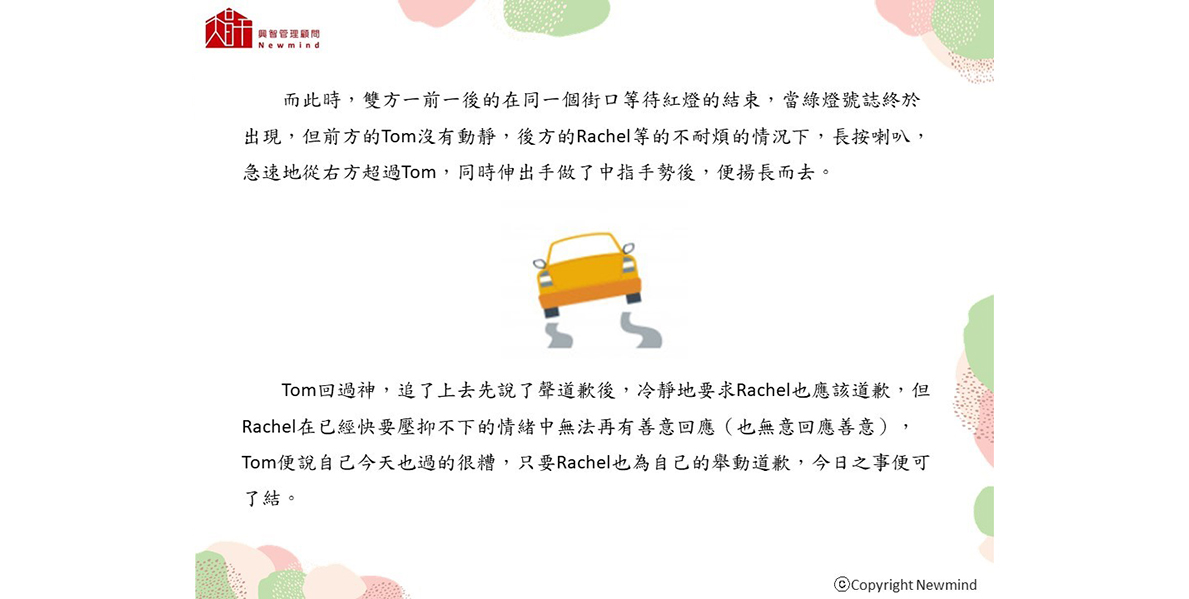 興智管理顧問
Newmind
而此時，雙方一前一後的在同一個街口等待紅燈的結束，當綠燈號誌終於
出現，但前方的Tom沒有動靜，後方的Rachel等的不耐煩的情況下，長按喇叭，
急速地從右方超過Tom，同時伸出手做了中指手勢後，便揚長而去。
Tom回過神，追了上去先說了聲道歉後，冷靜地要求Rachel也應該道歉，但
Rachel在已經快要壓抑不下的情緒中無法再有善意回應（也無意回應善意），
Tom便說自己今天也過的很糟，只要Rachel也為自己的舉動道歉，今日之事便可
了結。
©Copyright Newmind